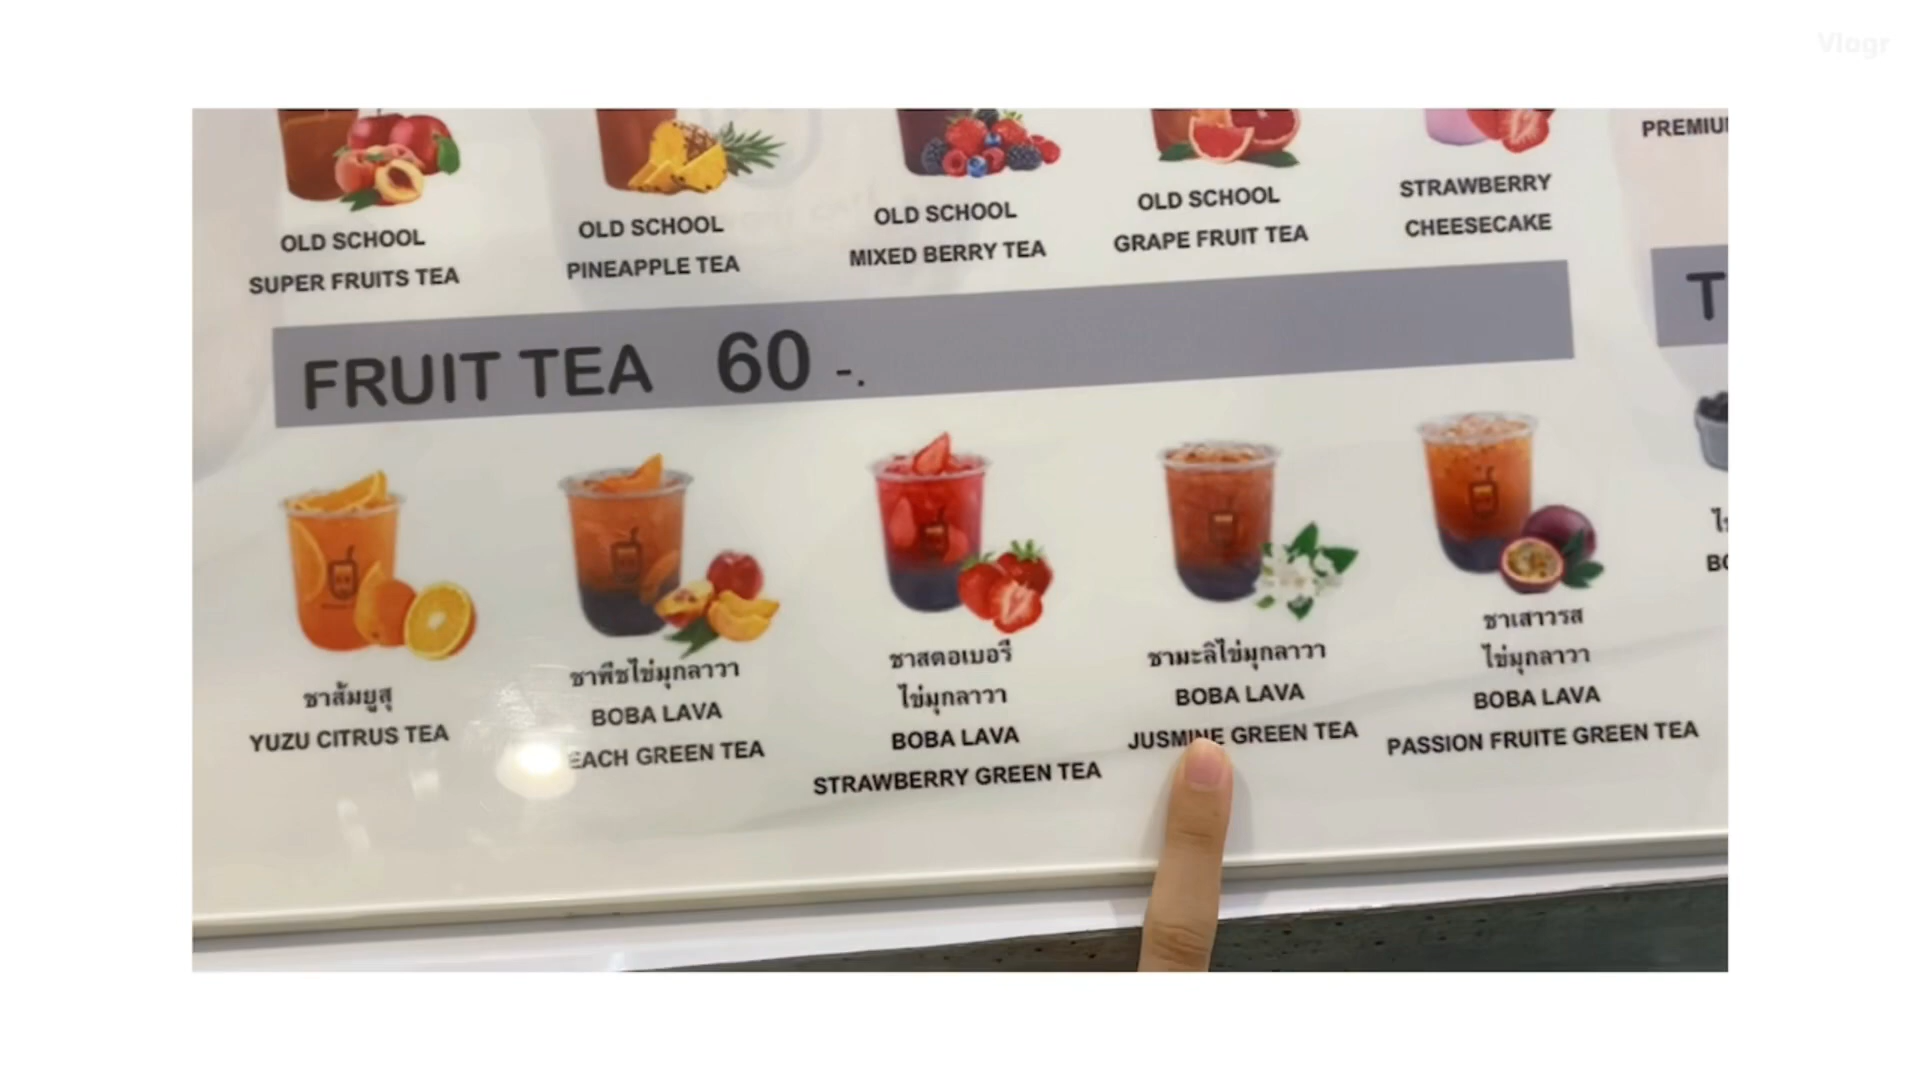 Vlogr
PREMIU
OLD SCHOOL
SUPER FRUITS TEA
OLD SCHOOL
PINEAPPLE TEA
OLD SCHOOL
MIXED BERRY TEA
OLD SCHOOL
GRAPE FRUIT TEA
STRAWBERRY
CHEESECAKE
FRUIT TEA 60 -.
T
ชาส้มยูสุ
YUZU CITRUS TEA
ชาพีชไข่มุกลาวา
BOBA LAVA
EACH GREEN TEA
ชาสตอเบอรี่
ไข่มุกลาวา
BOBA LAVA
STRAWBERRY GREEN TEA
ชามะลิไข่มุกลาวา
BOBA LAVA
JUSMINE GREEN TEA
ชาเสาวรส
ไข่มุกลาวา
BOBA LAVA
PASSION FRUITE GREEN TEA
BO